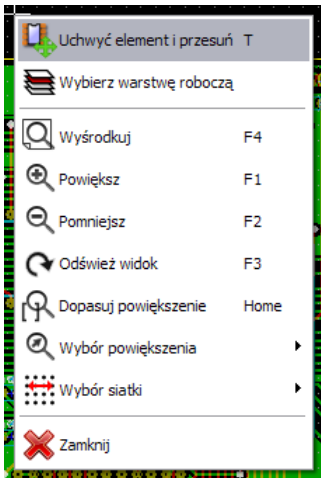 Uchwyć element i przesuń T
Wybierz warstwę roboczą
Wyśrodkuj F4
Powiększ F1
Pomniejsz F2
Odśwież widok F3
Dopasuj powiększenie Home
Wybór powiększenia
Wybór siatki
Zamknij